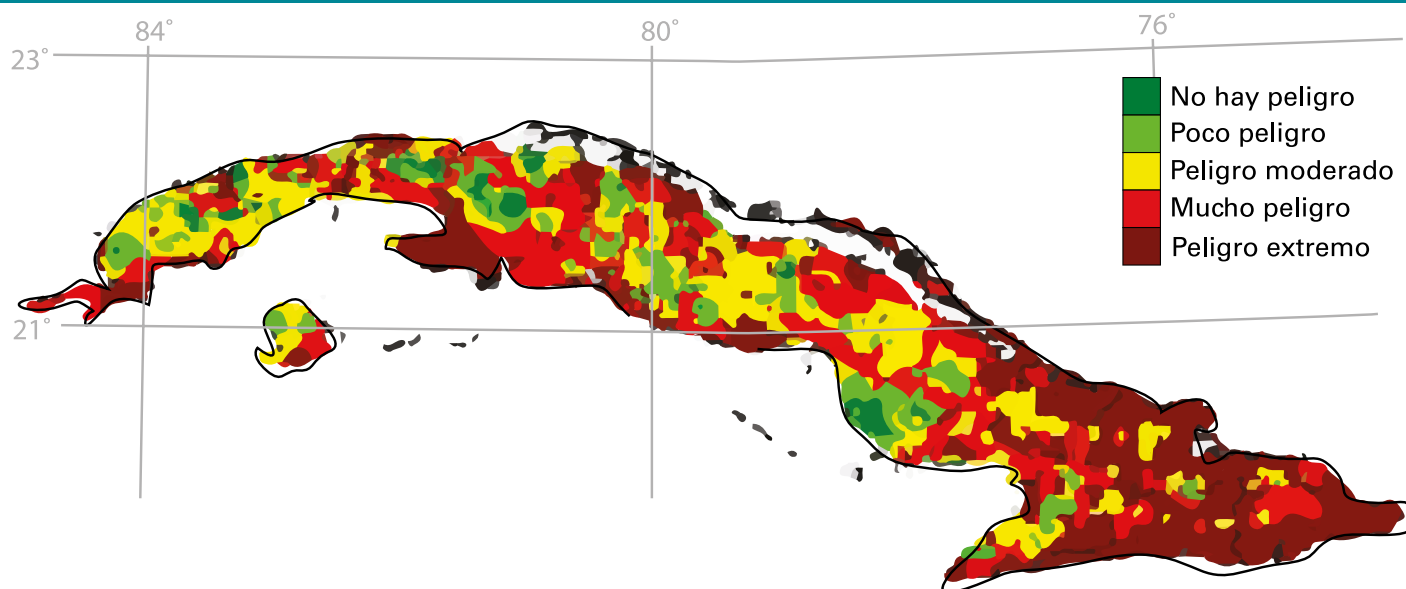 84°
80°
76°
23°
21°
No hay peligro
Poco peligro
Peligro moderado
Mucho peligro
Peligro extremo